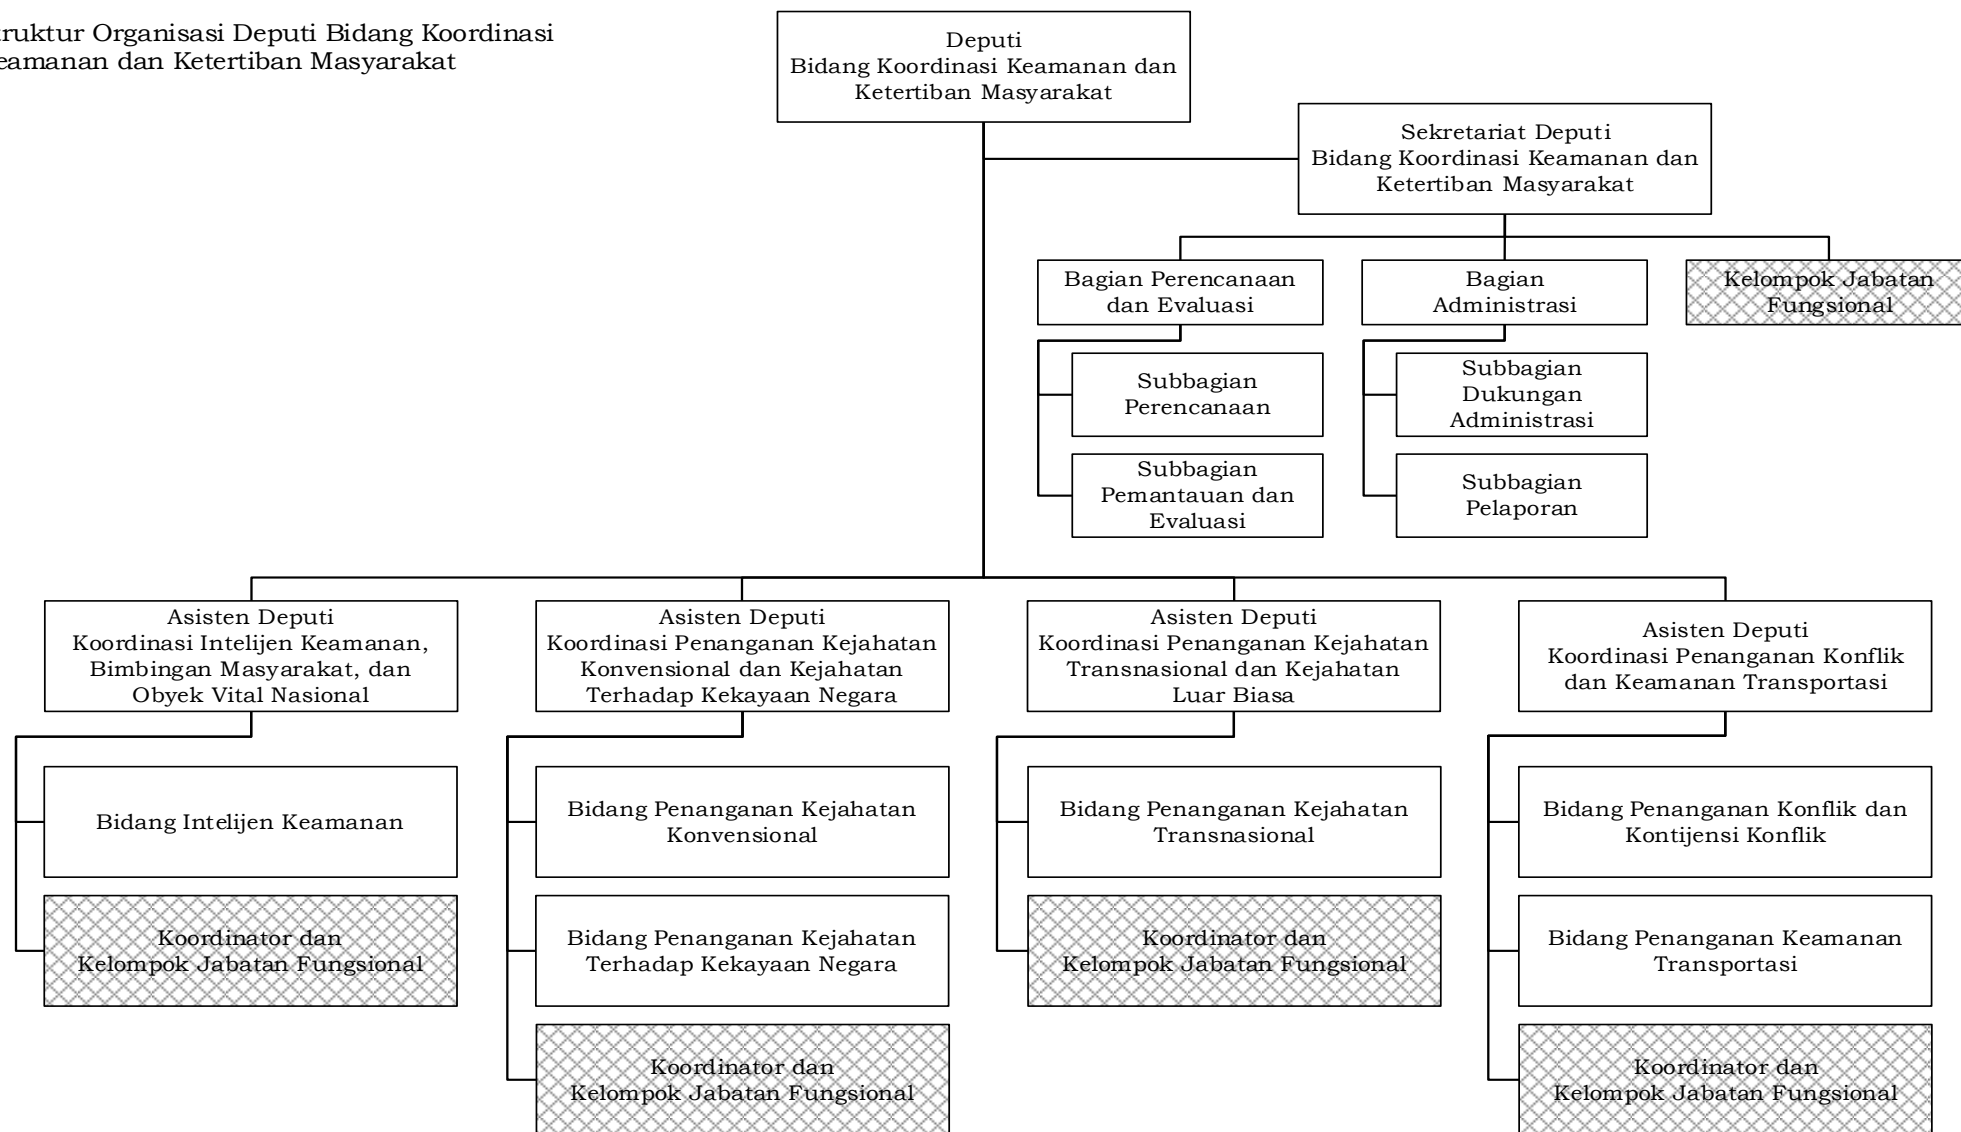 truktur Organisasi Deputi Bidang Koordinasi
eamanan dan Ketertiban Masyarakat
Deputi
Bidang Koordinasi Keamanan dan
Ketertiban Masyarakat
Sekretariat Deputi
Bidang Koordinasi Keamanan dan
Ketertiban Masyarakat
Bagian Perencanaan
dan Evaluasi
Bagian
Administrasi
Kelompok Jabatan
Fungsional
Subbagian
Perencanaan
Subbagian
Dukungan
Administrasi
Subbagian
Pemantauan dan
Evaluasi
Subbagian
Pelaporan
Asisten Deputi
Koordinasi Intelijen Keamanan,
Bimbingan Masyarakat, dan
Obyek Vital Nasional
Asisten Deputi
Koordinasi Penanganan Kejahatan
Konvensional dan Kejahatan
Terhadap Kekayaan Negara
Asisten Deputi
Koordinasi Penanganan Kejahatan
Transnasional dan Kejahatan
Luar Biasa
Asisten Deputi
Koordinasi Penanganan Konflik
dan Keamanan Transportasi
Bidang Intelijen Keamanan
Bidang Penanganan Kejahatan
Konvensional
Bidang Penanganan Kejahatan
Transnasional
Bidang Penanganan Konflik dan
Kontijensi Konflik
Koordinator dan
Kelompok Jabatan Fungsional
Bidang Penanganan Kejahatan
Terhadap Kekayaan Negara
Koordinator dan
Kelompok Jabatan Fungsional
Bidang Penanganan Keamanan
Transportasi
Koordinator dan
Kelompok Jabatan Fungsional
Koordinator dan
Kelompok Jabatan Fungsional